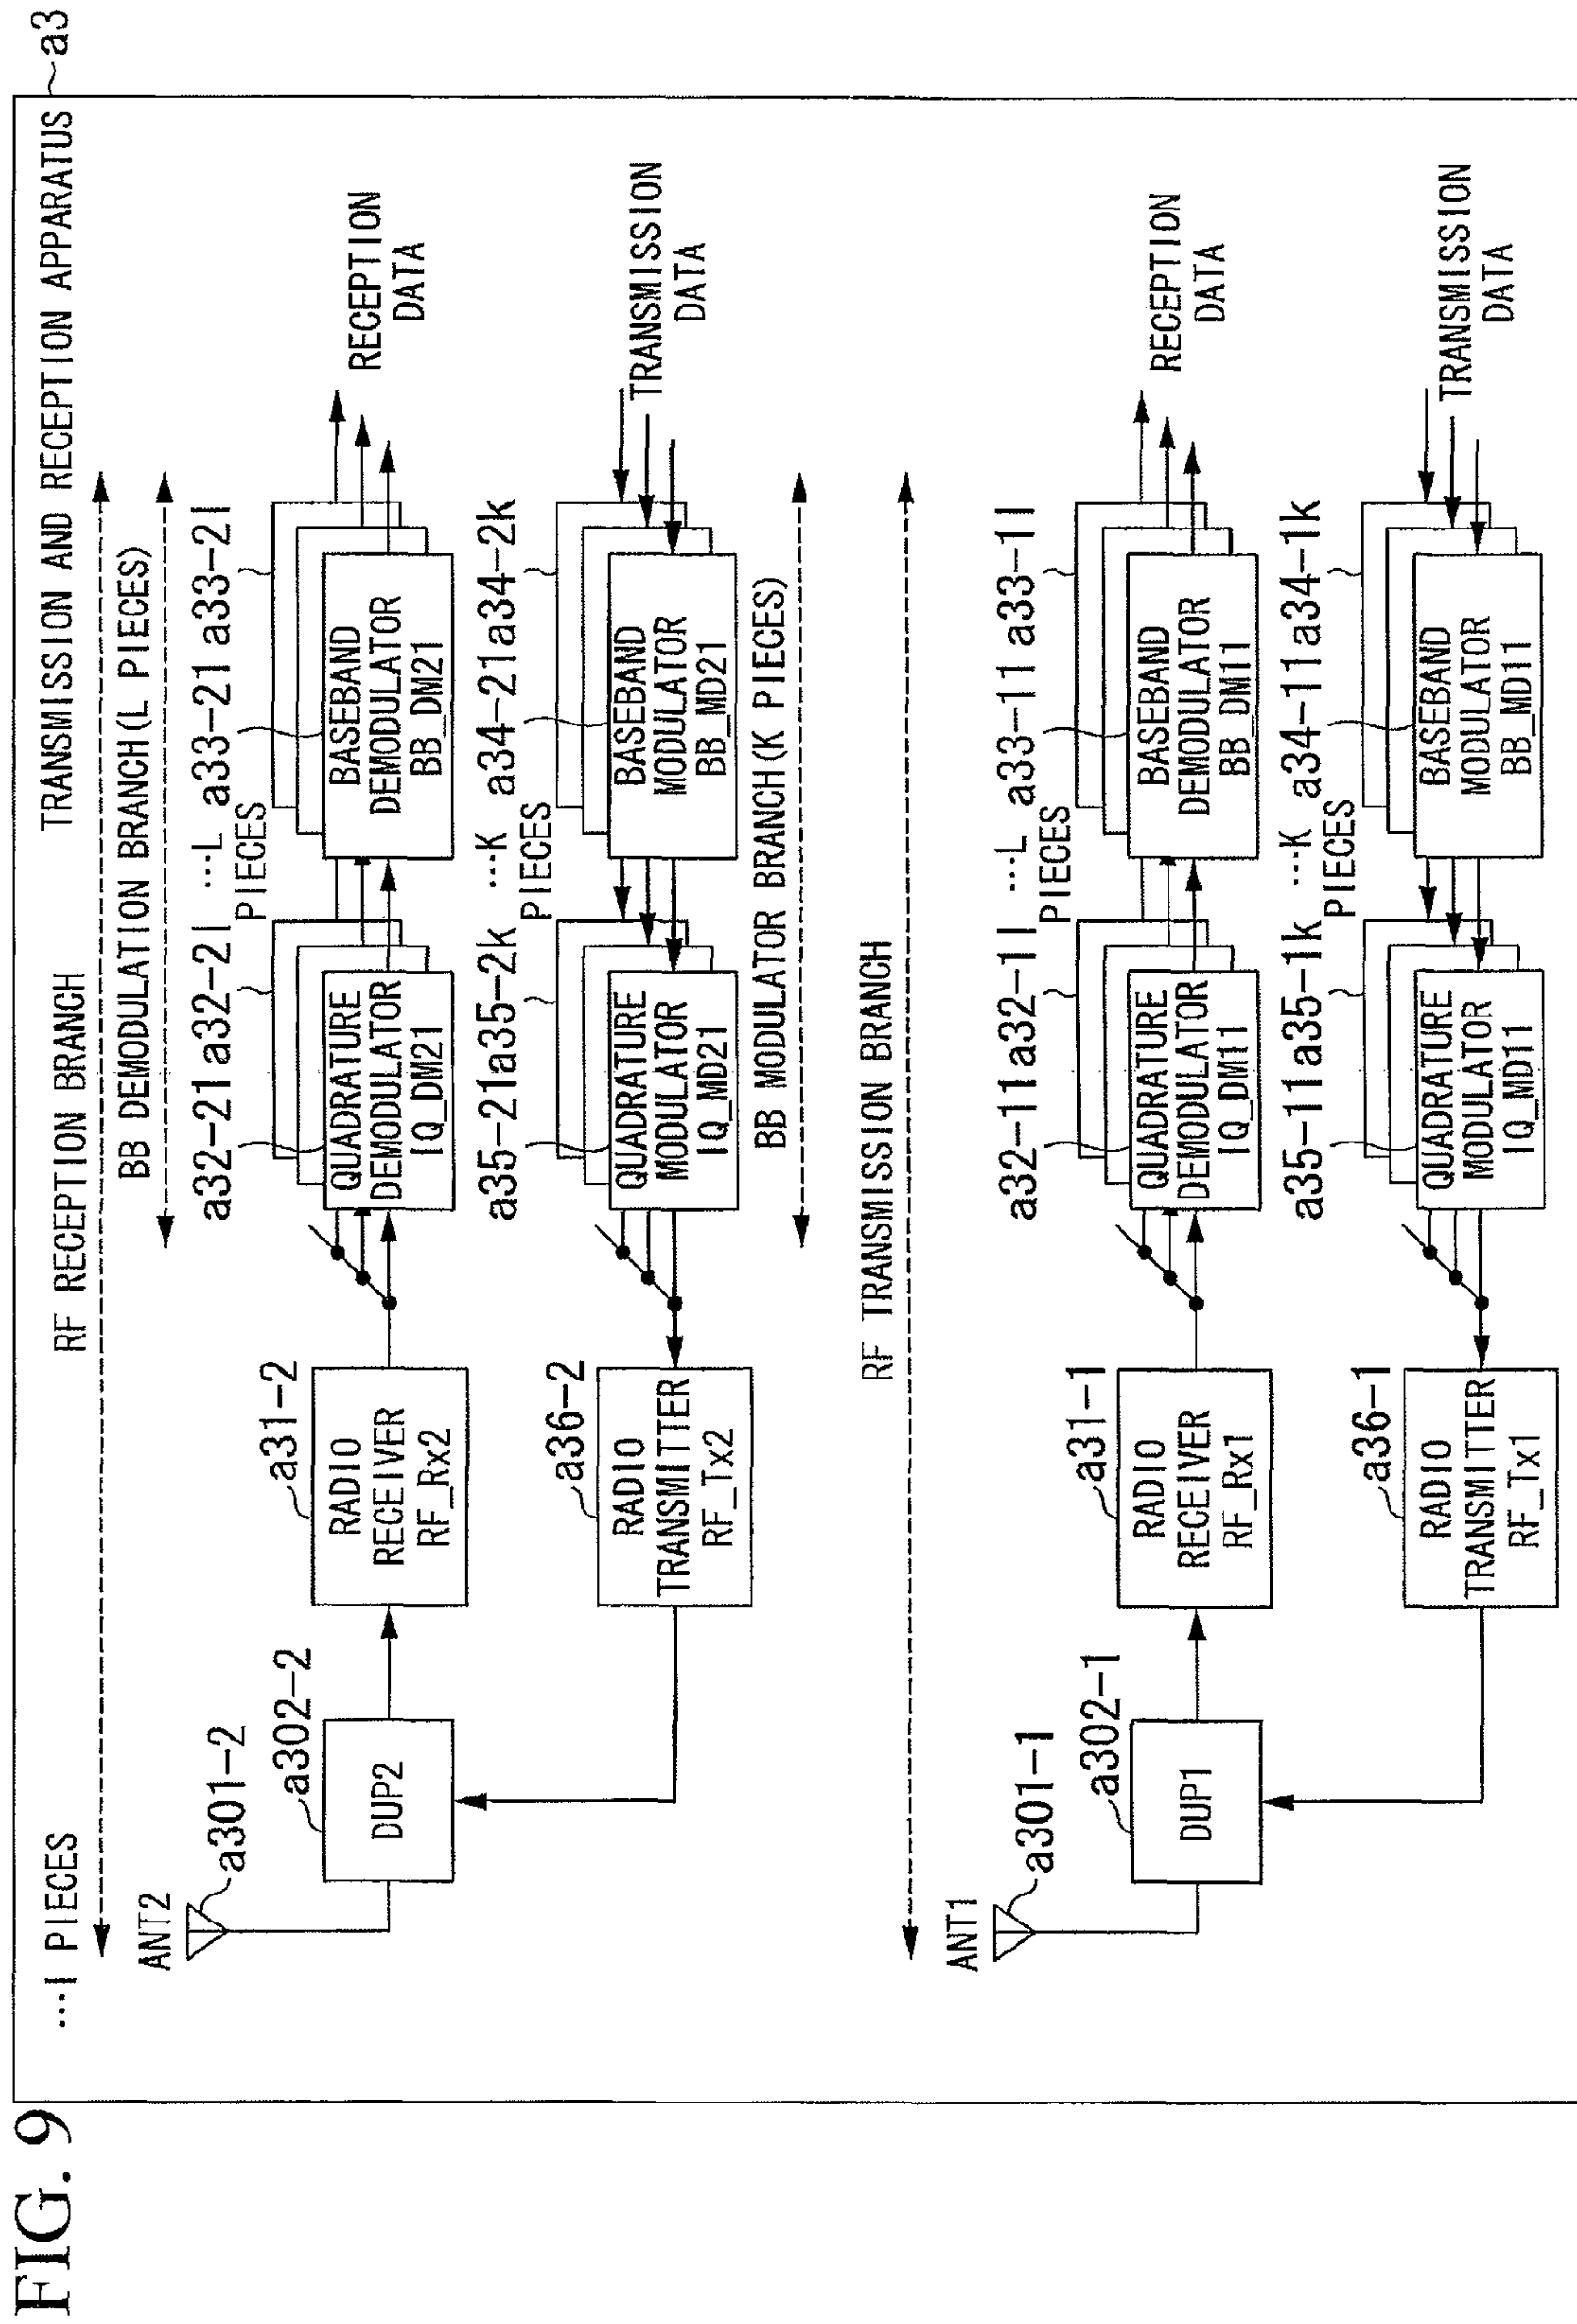 FIG. 9
TRANSMISSION AND RECEPTION APPARATUS
a3
...I PIECES
RF RECEPTION BRANCH
BB DEMODULATION BRANCH(L PIECES)
ANT2
a301-2
a302-2
DUP2
a31-2
RADIO
RECEIVER
RF_Rx2
a32-21
a32-2l
QUADRATURE
DEMODULATOR
IQ_DM21
...L
PIECES
a33-21
a33-2l
BASEBAND
DEMODULATOR
BB_DM21
RECEPTION
DATA
a36-2
RADIO
TRANSMITTER
RF_Tx2
a35-21
a35-2k
QUADRATURE
MODULATOR
IQ_MD21
...K
PIECES
a34-21
a34-2k
BASEBAND
MODULATOR
BB_MD21
TRANSMISSION
DATA
BB MODULATOR BRANCH(K PIECES)
RF TRANSMISSION BRANCH
ANT1
a301-1
a302-1
DUP1
a31-1
RADIO
RECEIVER
RF_Rx1
a32-11
a32-1l
QUADRATURE
DEMODULATOR
IQ_DM11
...L
PIECES
a33-11
a33-1l
BASEBAND
DEMODULATOR
BB_DM11
RECEPTION
DATA
a36-1
RADIO
TRANSMITTER
RF_Tx1
a35-11
a35-1k
QUADRATURE
MODULATOR
IQ_MD11
...K
PIECES
a34-11
a34-1k
BASEBAND
MODULATOR
BB_MD11
TRANSMISSION
DATA